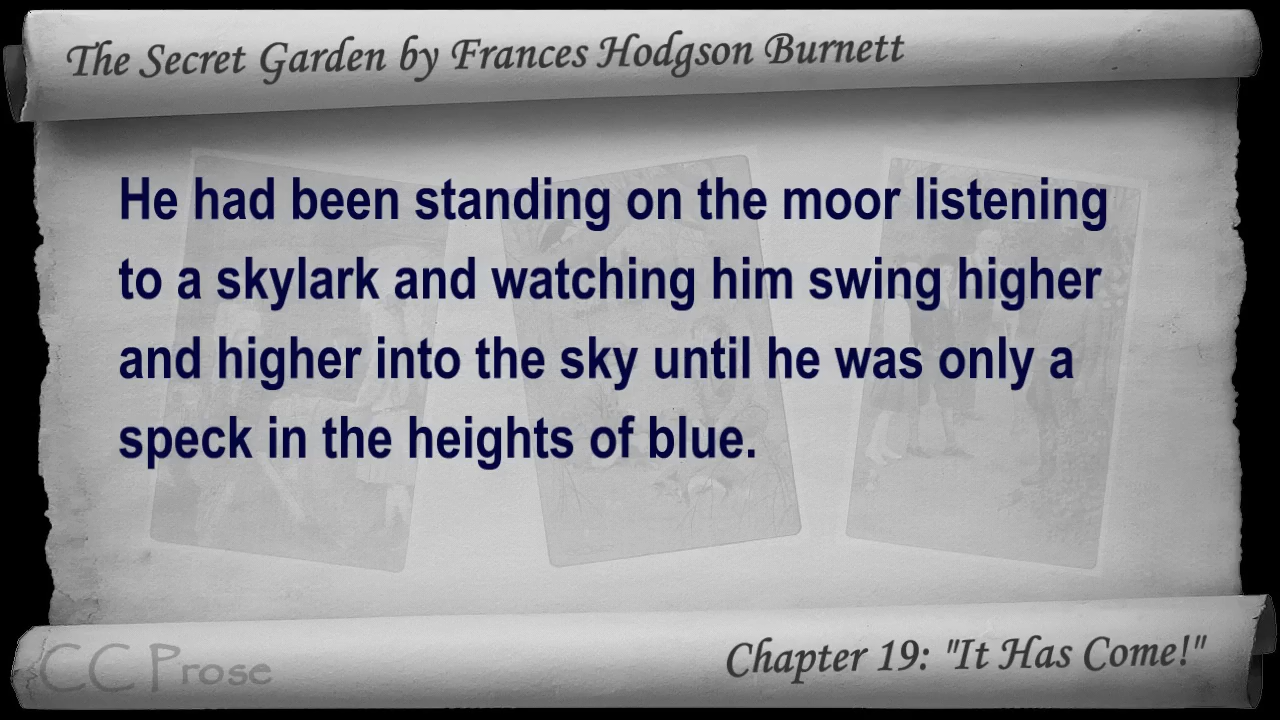 The Secret Garden by Frances Hodgson Burnett
He had been standing on the moor listening
to a skylark and watching him swing higher
and higher into the sky until he was only a
speck in the heights of blue.
CC Prose
Chapter 19: "It Has Come!"